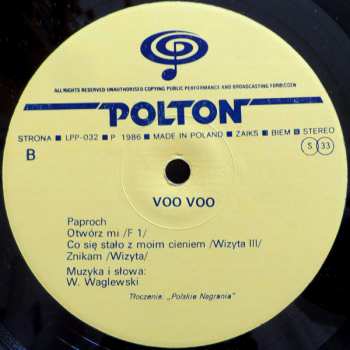 ALL RIGHTS RESERVED UNAUTHORISED COPYING PUBLIC PERFORMANCE AND BROADCASTING FORBIDDEN
POLTON
STRONA ■ LPP-032 ■ P 1986 ■ MADE IN POLAND ■ ZAIKS ■ BIEM ■ STEREO
B
S 33
VOO VOO
Paproch
Otwórz mi /F 1/
Co się stało z moim cieniem /Wizyta III/
Znikam /Wizyta/
Muzyka i słowa:
W. Waglewski
Tłoczenie: „Polskie Nagrania"